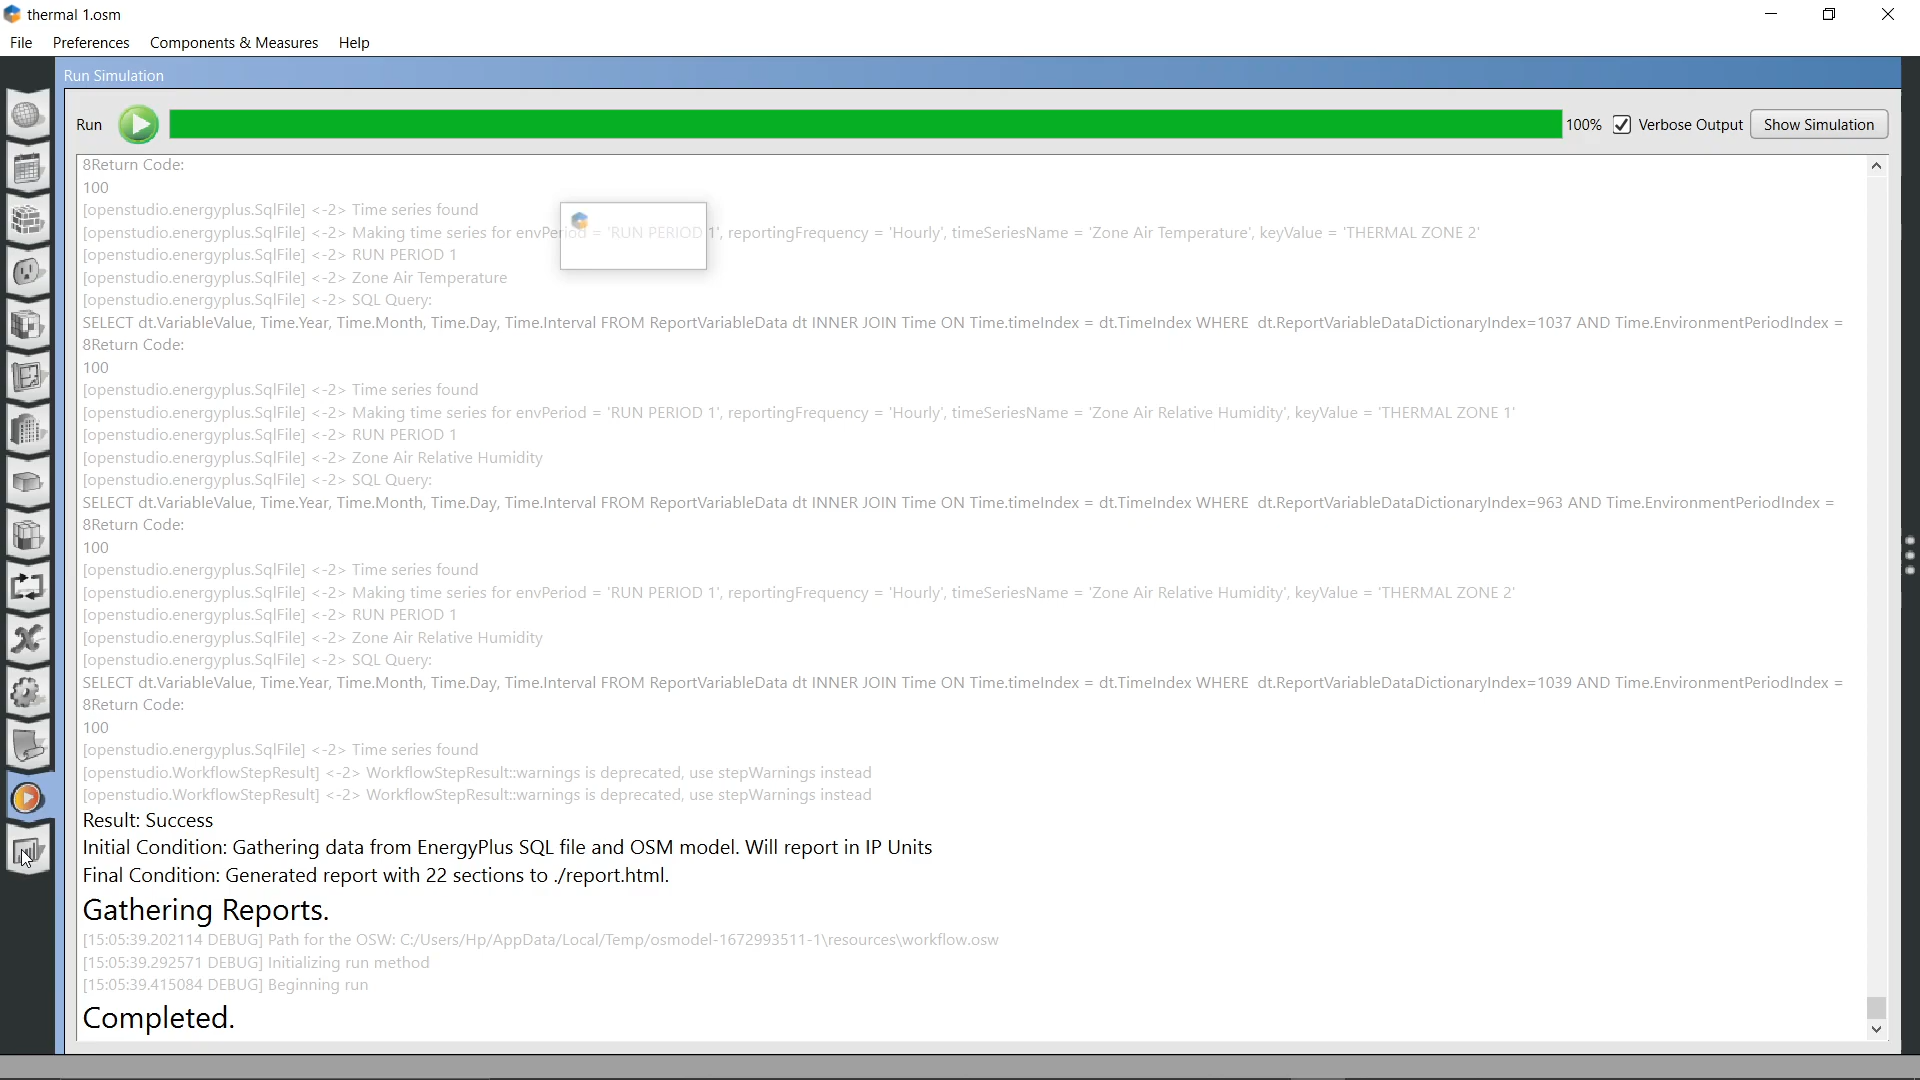 thermal 1.osm
File Preferences Components & Measures Help
Run Simulation
Run 100% Verbose Output Show Simulation
8Return Code:
100
[openstudio.energyplus.SqlFile] <-2> Time series found
[openstudio.energyplus.SqlFile] <-2> Making time series for envPeriod = 'RUN PERIOD 1', reportingFrequency = 'Hourly', timeSeriesName = 'Zone Air Temperature', keyValue = 'THERMAL ZONE 2'
[openstudio.energyplus.SqlFile] <-2> RUN PERIOD 1
[openstudio.energyplus.SqlFile] <-2> Zone Air Temperature
[openstudio.energyplus.SqlFile] <-2> SQL Query:
SELECT dt.VariableValue, Time.Year, Time.Month, Time.Day, Time.Interval FROM ReportVariableData dt INNER JOIN Time ON Time.timeIndex = dt.TimeIndex WHERE  dt.ReportVariableDataDictionaryIndex=1037 AND Time.EnvironmentPeriodIndex =
8Return Code:
100
[openstudio.energyplus.SqlFile] <-2> Time series found
[openstudio.energyplus.SqlFile] <-2> Making time series for envPeriod = 'RUN PERIOD 1', reportingFrequency = 'Hourly', timeSeriesName = 'Zone Air Relative Humidity', keyValue = 'THERMAL ZONE 1'
[openstudio.energyplus.SqlFile] <-2> RUN PERIOD 1
[openstudio.energyplus.SqlFile] <-2> Zone Air Relative Humidity
[openstudio.energyplus.SqlFile] <-2> SQL Query:
SELECT dt.VariableValue, Time.Year, Time.Month, Time.Day, Time.Interval FROM ReportVariableData dt INNER JOIN Time ON Time.timeIndex = dt.TimeIndex WHERE  dt.ReportVariableDataDictionaryIndex=963 AND Time.EnvironmentPeriodIndex =
8Return Code:
100
[openstudio.energyplus.SqlFile] <-2> Time series found
[openstudio.energyplus.SqlFile] <-2> Making time series for envPeriod = 'RUN PERIOD 1', reportingFrequency = 'Hourly', timeSeriesName = 'Zone Air Relative Humidity', keyValue = 'THERMAL ZONE 2'
[openstudio.energyplus.SqlFile] <-2> RUN PERIOD 1
[openstudio.energyplus.SqlFile] <-2> Zone Air Relative Humidity
[openstudio.energyplus.SqlFile] <-2> SQL Query:
SELECT dt.VariableValue, Time.Year, Time.Month, Time.Day, Time.Interval FROM ReportVariableData dt INNER JOIN Time ON Time.timeIndex = dt.TimeIndex WHERE  dt.ReportVariableDataDictionaryIndex=1039 AND Time.EnvironmentPeriodIndex =
8Return Code:
100
[openstudio.energyplus.SqlFile] <-2> Time series found
[openstudio.WorkflowStepResult] <-2> WorkflowStepResult::warnings is deprecated, use stepWarnings instead
[openstudio.WorkflowStepResult] <-2> WorkflowStepResult::warnings is deprecated, use stepWarnings instead
Result: Success
Initial Condition: Gathering data from EnergyPlus SQL file and OSM model. Will report in IP Units
Final Condition: Generated report with 22 sections to ./report.html.
Gathering Reports.
[15:05:39.202114 DEBUG] Path for the OSW: C:/Users/Hp/AppData/Local/Temp/osmodel-1672993511-1\resources\workflow.osw
[15:05:39.292571 DEBUG] Initializing run method
[15:05:39.415084 DEBUG] Beginning run
Completed.